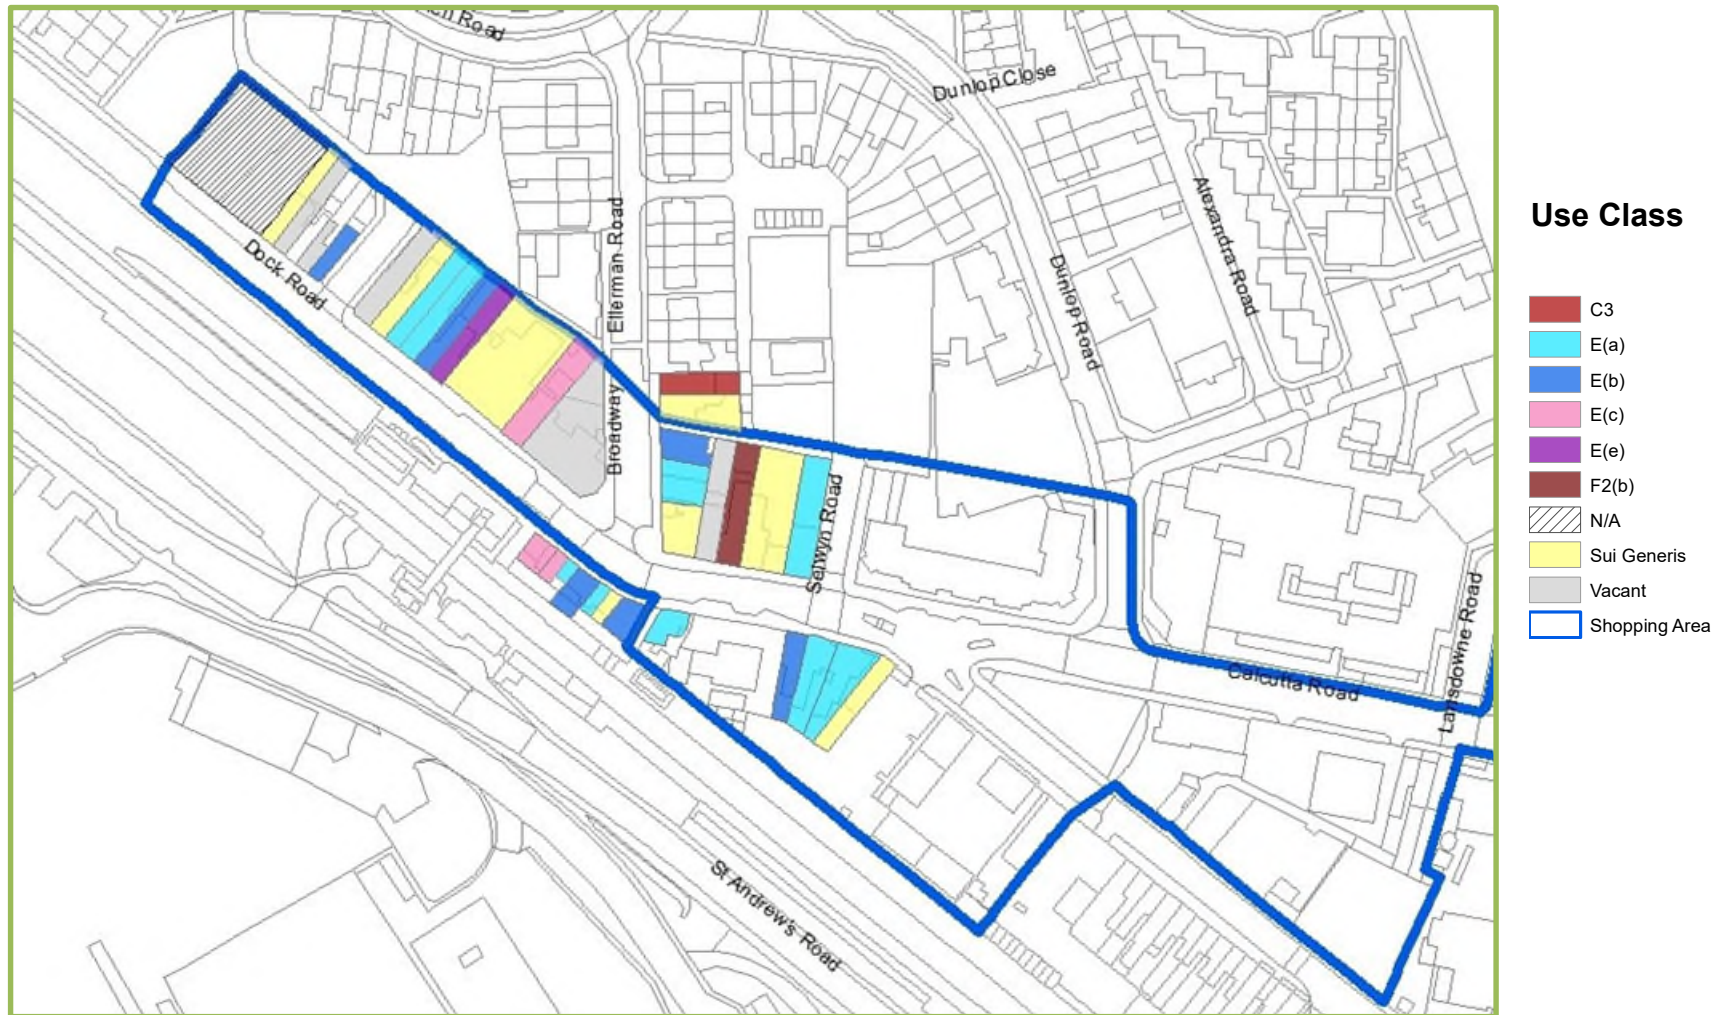 Road
Dunlop Close
Use Class
Alexandra Road
Ellerman Road
Dock Road
Dunlop Road
C3
E(a)
E(b)
E(c)
E(e)
F2(b)
N/A
Sui Generis
Vacant
Shopping Area
Broadway
Selwyn Road
Lansdowne Road
Calcutta Road
St Andrew's Road